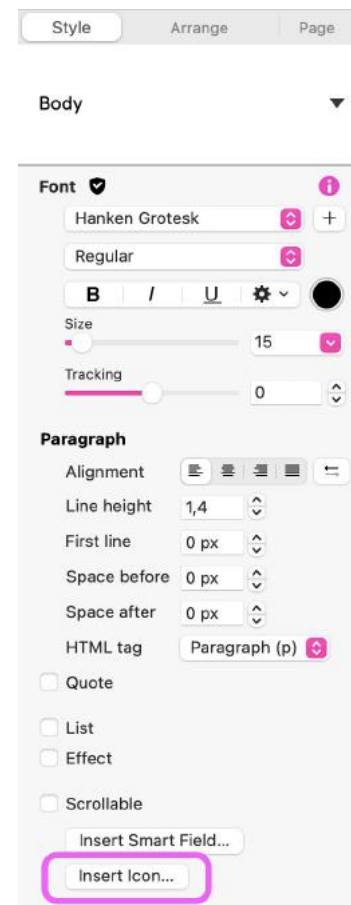 Style Arrange Page
Body
Font
Hanken Grotesk
Regular
B I U
Size
15
Tracking
0
Paragraph
Alignment
Line height 1,4
First line 0 px
Space before 0 px
Space after 0 px
HTML tag Paragraph (p)
Quote
List
Effect
Scrollable
Insert Smart Field...
Insert Icon...